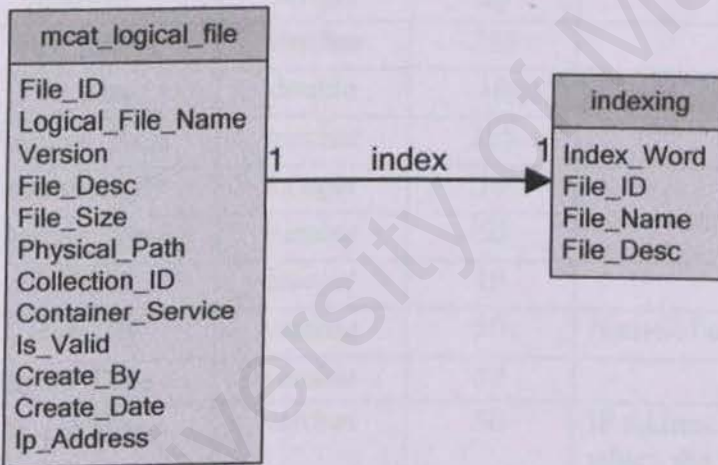 mcat_logical_file
File_ID
Logical_File_Name
Version
File_Desc
File_Size
Physical_Path
Collection_ID
Container_Service
Is_Valid
Create_By
Create_Date
Ip_Address
1
index
1
indexing
Index_Word
File_ID
File_Name
File_Desc